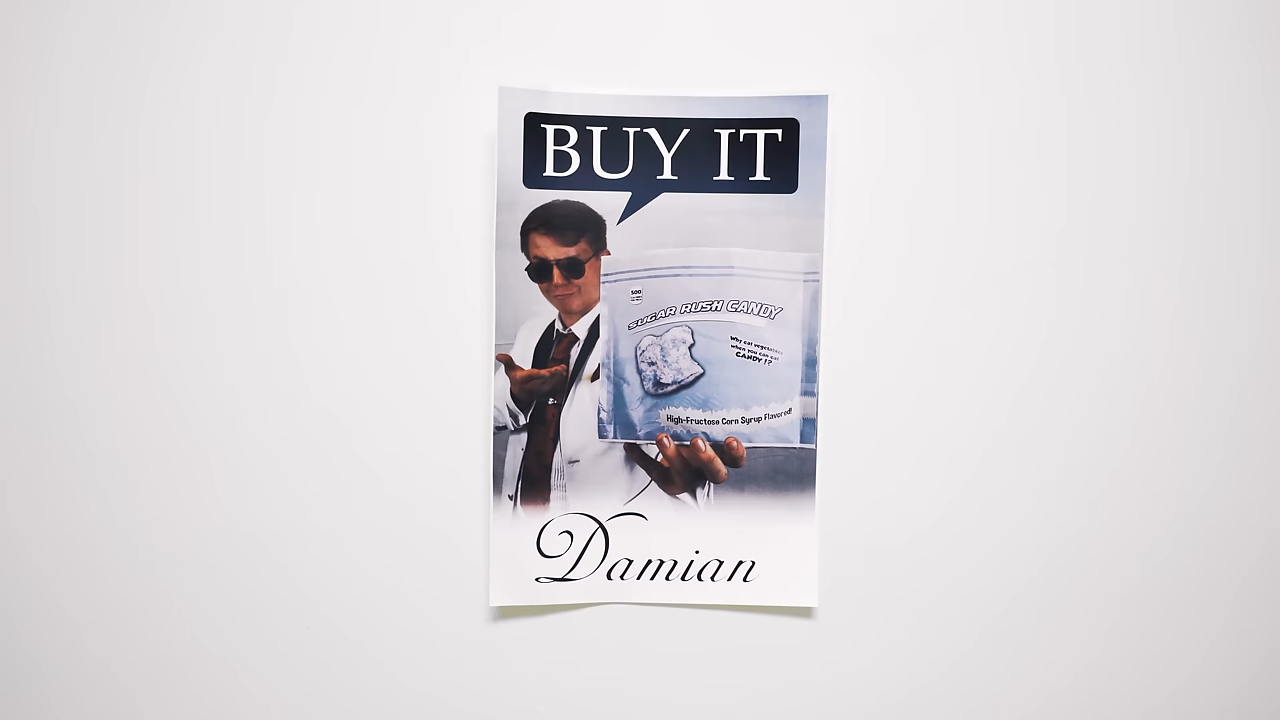 BUY IT
500
SUGAR RUSH CANDY
Why eat vegetables
when you can eat
CANDY!?
High-Fructose Corn Syrup Flavored!
Damian